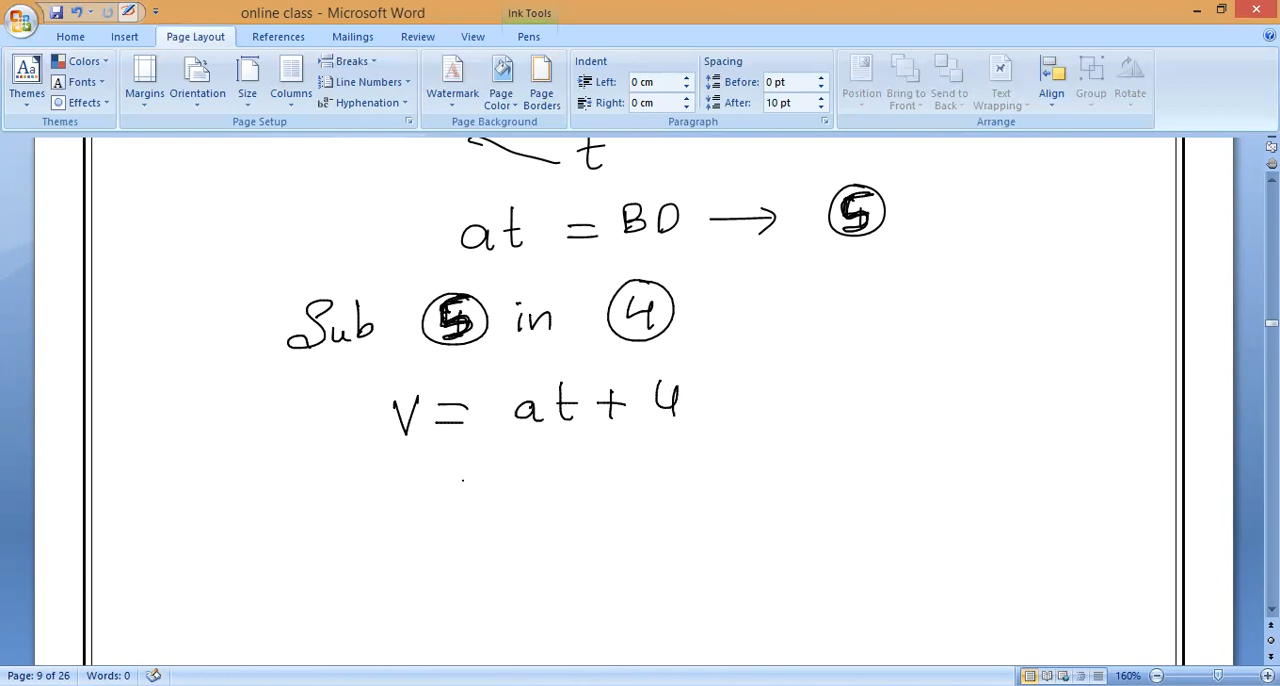 online class - Microsoft Word
Ink Tools
Home Insert Page Layout References Mailings Review View Pens
Themes
Colors
Fonts
Effects
Themes
Margins Orientation Size Columns
Breaks
Line Numbers
Hyphenation
Page Setup
Watermark Page Color Page Borders
Page Background
Indent Spacing
Left: 0 cm Before: 0 pt
Right: 0 cm After: 10 pt
Paragraph
Position Bring to Front Send to Back Text Wrapping Align Group Rotate
Arrange
t
at = BD → 5
Sub 5 in 4
V = at + u
Page: 9 of 26 Words: 0 160%